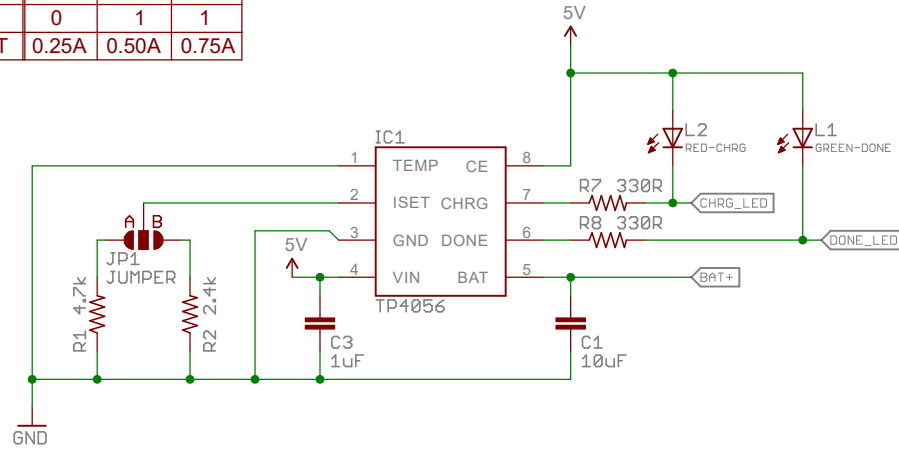 0 1 1
T 0.25A 0.50A 0.75A
5V
IC1
1 TEMP CE 8
2 ISET CHRG 7
3 GND DONE 6
4 VIN BAT 5
TP4056
L2
RED-CHRG
L1
GREEN-DONE
R7 330R
CHRG_LED
R8 330R
DONE_LED
BAT+
A B
JP1
JUMPER
5V
R1 4.7k
R2 2.4k
C3
1uF
C1
10uF
GND